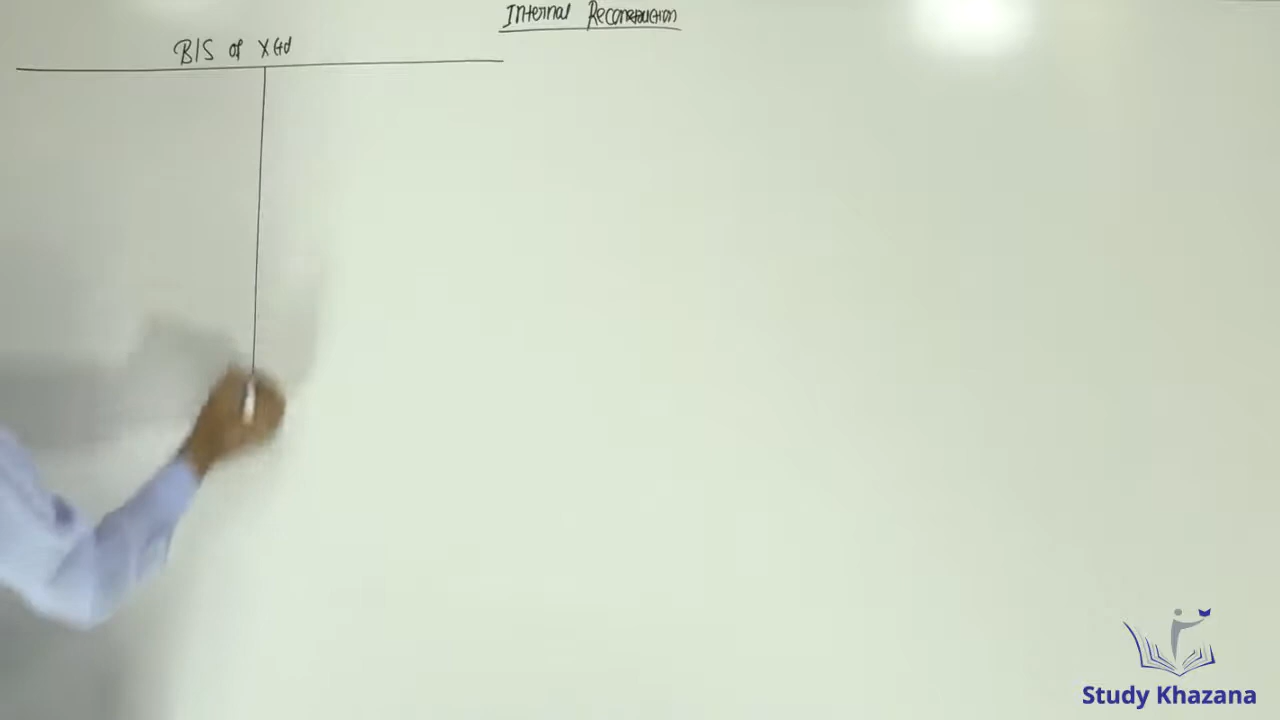 Internal Reconstruction
B/S of X Ltd
Study Khazana